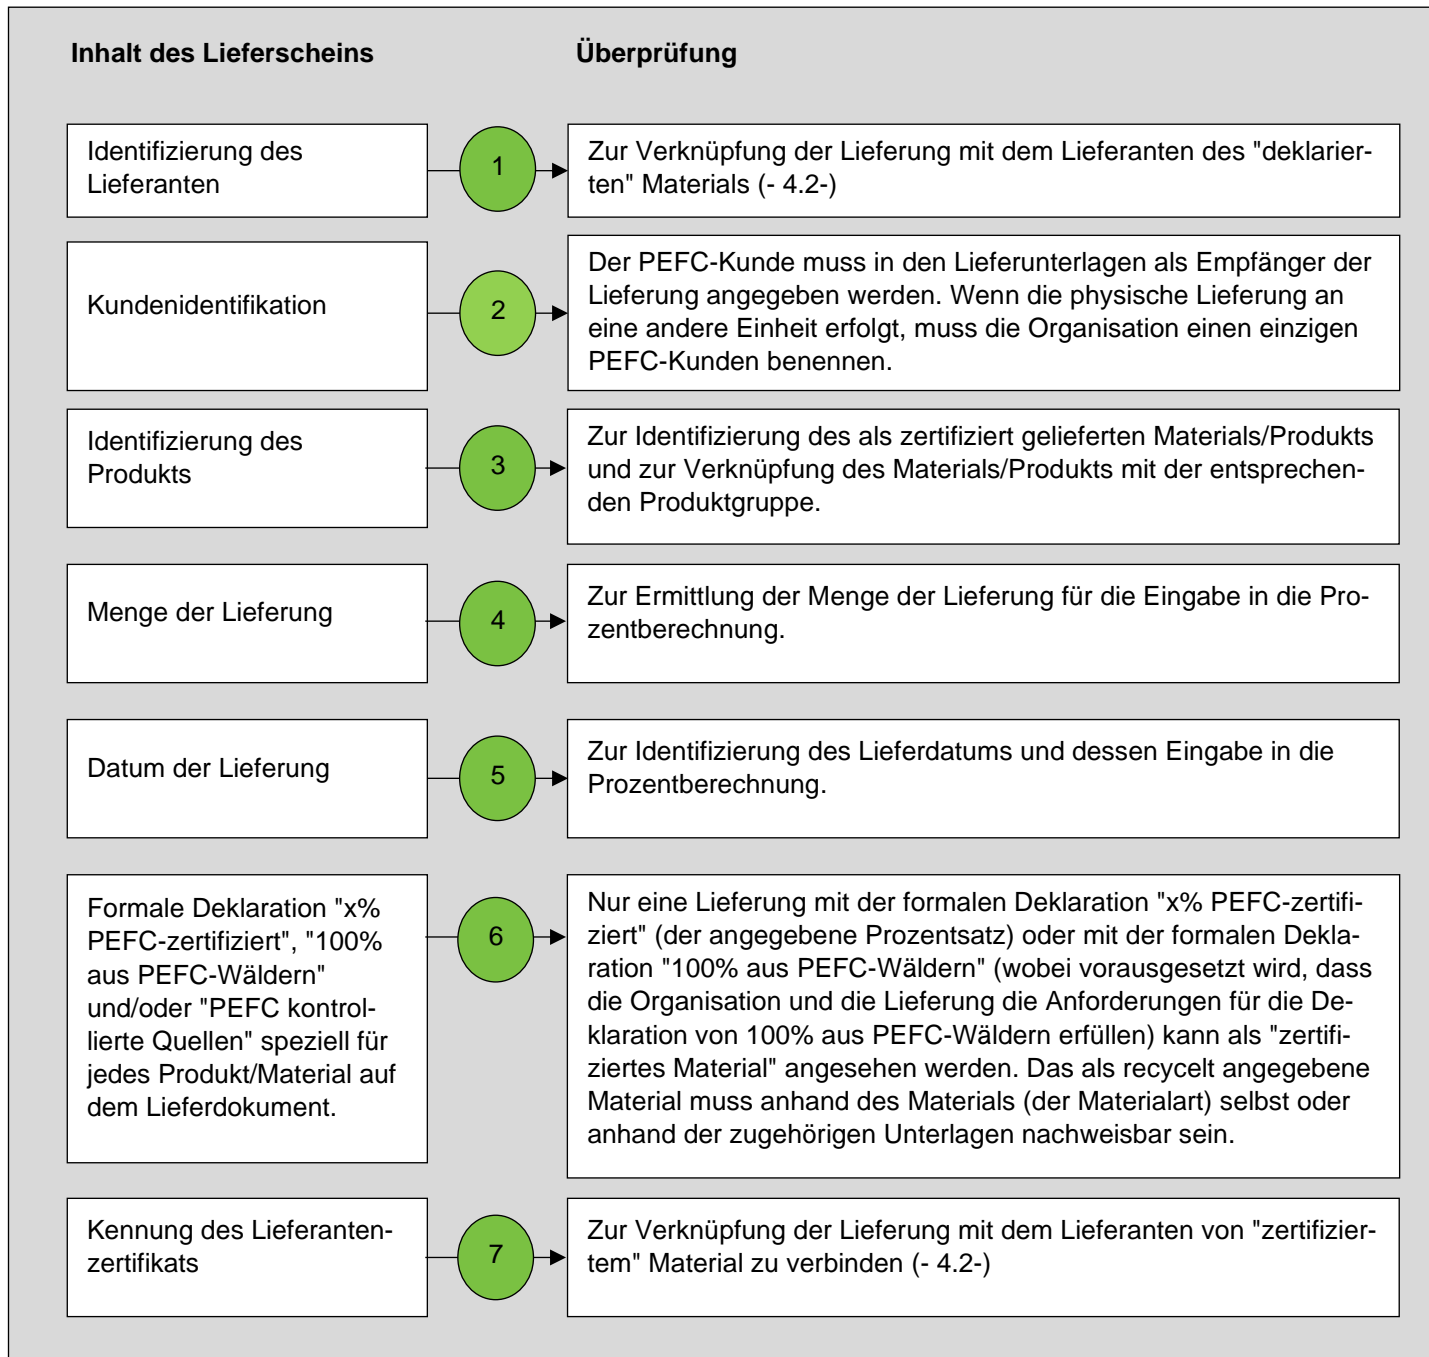 Inhalt des Lieferscheins
Überprüfung
Identifizierung des
Lieferanten
1
Zur Verknüpfung der Lieferung mit dem Lieferanten des "deklarier-
ten" Materials (- 4.2-)
Kundenidentifikation
2
Der PEFC-Kunde muss in den Lieferunterlagen als Empfänger der
Lieferung angegeben werden. Wenn die physische Lieferung an
eine andere Einheit erfolgt, muss die Organisation einen einzigen
PEFC-Kunden benennen.
Identifizierung des
Produkts
3
Zur Identifizierung des als zertifiziert gelieferten Materials/Produkts
und zur Verknüpfung des Materials/Produkts mit der entsprechen-
den Produktgruppe.
Menge der Lieferung
4
Zur Ermittlung der Menge der Lieferung für die Eingabe in die Pro-
zentberechnung.
Datum der Lieferung
5
Zur Identifizierung des Lieferdatums und dessen Eingabe in die
Prozentberechnung.
Formale Deklaration "x%
PEFC-zertifiziert", "100%
aus PEFC-Wäldern"
und/oder "PEFC kontrol-
lierte Quellen" speziell für
jedes Produkt/Material auf
dem Lieferdokument.
6
Nur eine Lieferung mit der formalen Deklaration "x% PEFC-zertifi-
ziert" (der angegebene Prozentsatz) oder mit der formalen Dekla-
ration "100% aus PEFC-Wäldern" (wobei vorausgesetzt wird, dass
die Organisation und die Lieferung die Anforderungen für die De-
klaration von 100% aus PEFC-Wäldern erfüllen) kann als "zertifi-
ziertes Material" angesehen werden. Das als recycelt angegebene
Material muss anhand des Materials (der Materialart) selbst oder
anhand der zugehörigen Unterlagen nachweisbar sein.
Kennung des Lieferanten-
zertifikats
7
Zur Verknüpfung der Lieferung mit dem Lieferanten von "zertifizier-
tem" Material zu verbinden (- 4.2-)